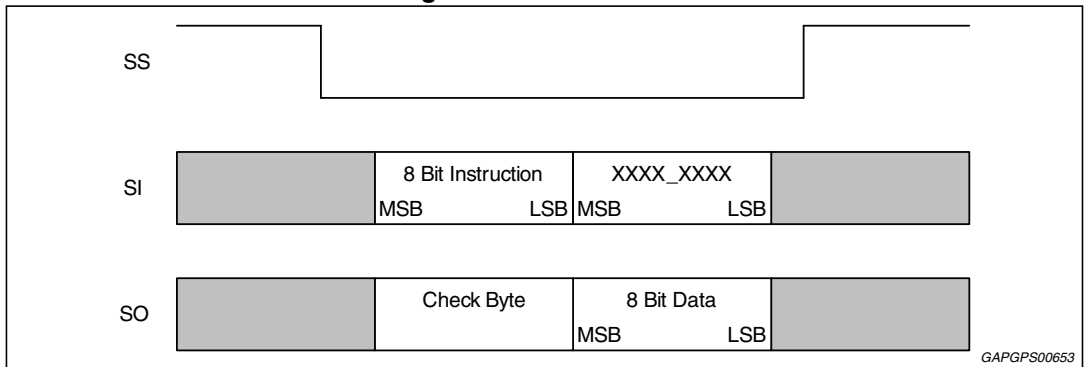 SS
SI
8 Bit Instruction
XXXX_XXXX
MSB LSB MSB LSB
SO
Check Byte
8 Bit Data
MSB LSB
GAPGPS00653